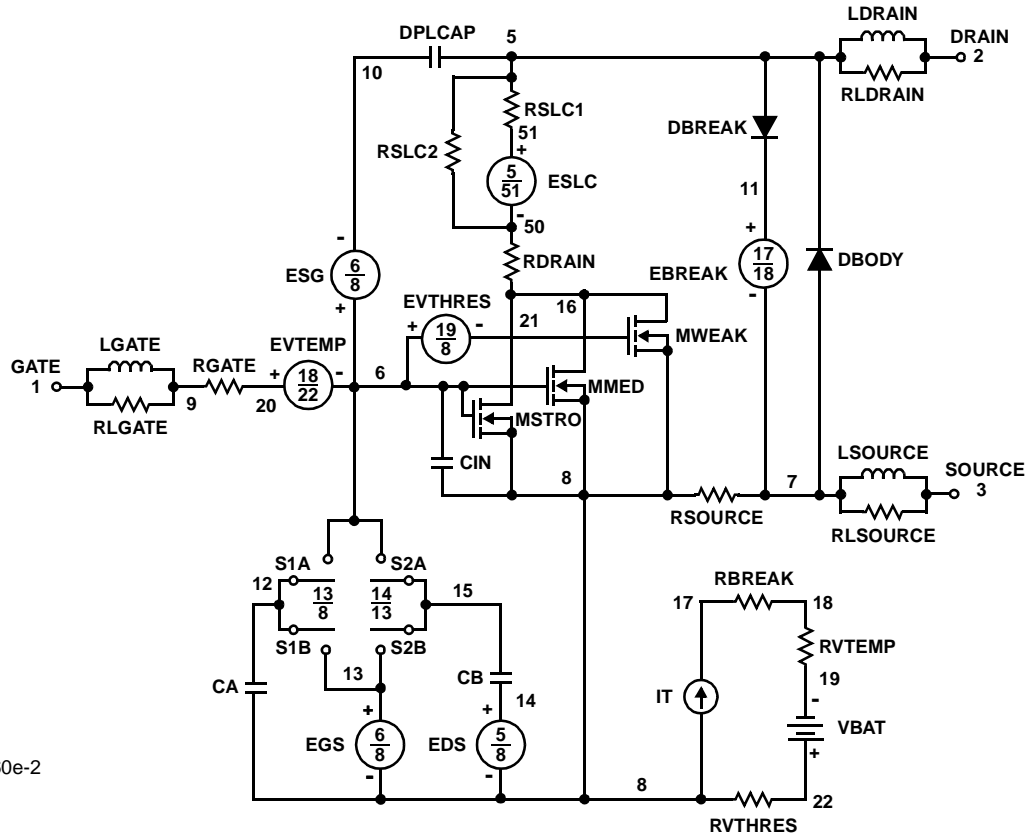 LDRAIN
DPLCAP 5 DRAIN
10 2
RLDRAIN
RSLC1
51 DBREAK
+
RSLC2
5
51
ESLC
11
-
50
-
+
RDRAIN
17
18
DBODY
ESG
6
8
EBREAK
EVTHRES 16
-
+
+ 19 - 21
8
MWEAK
LGATE
EVTEMP
GATE RGATE + 18 - 6
1
22
MMED
9 20
MSTRO
RLGATE
LSOURCE
CIN 8 7 SOURCE
3
RSOURCE
RLSOURCE
S1A S2A
12
13
8
14
13
15
RBREAK
17 18
S1B S2B
RVTEMP
13 CB
19
CA
14 IT -
+ +
VBAT
EGS
6
8
EDS
5
8
+
- -
8 22
RVTHRES
60e-2